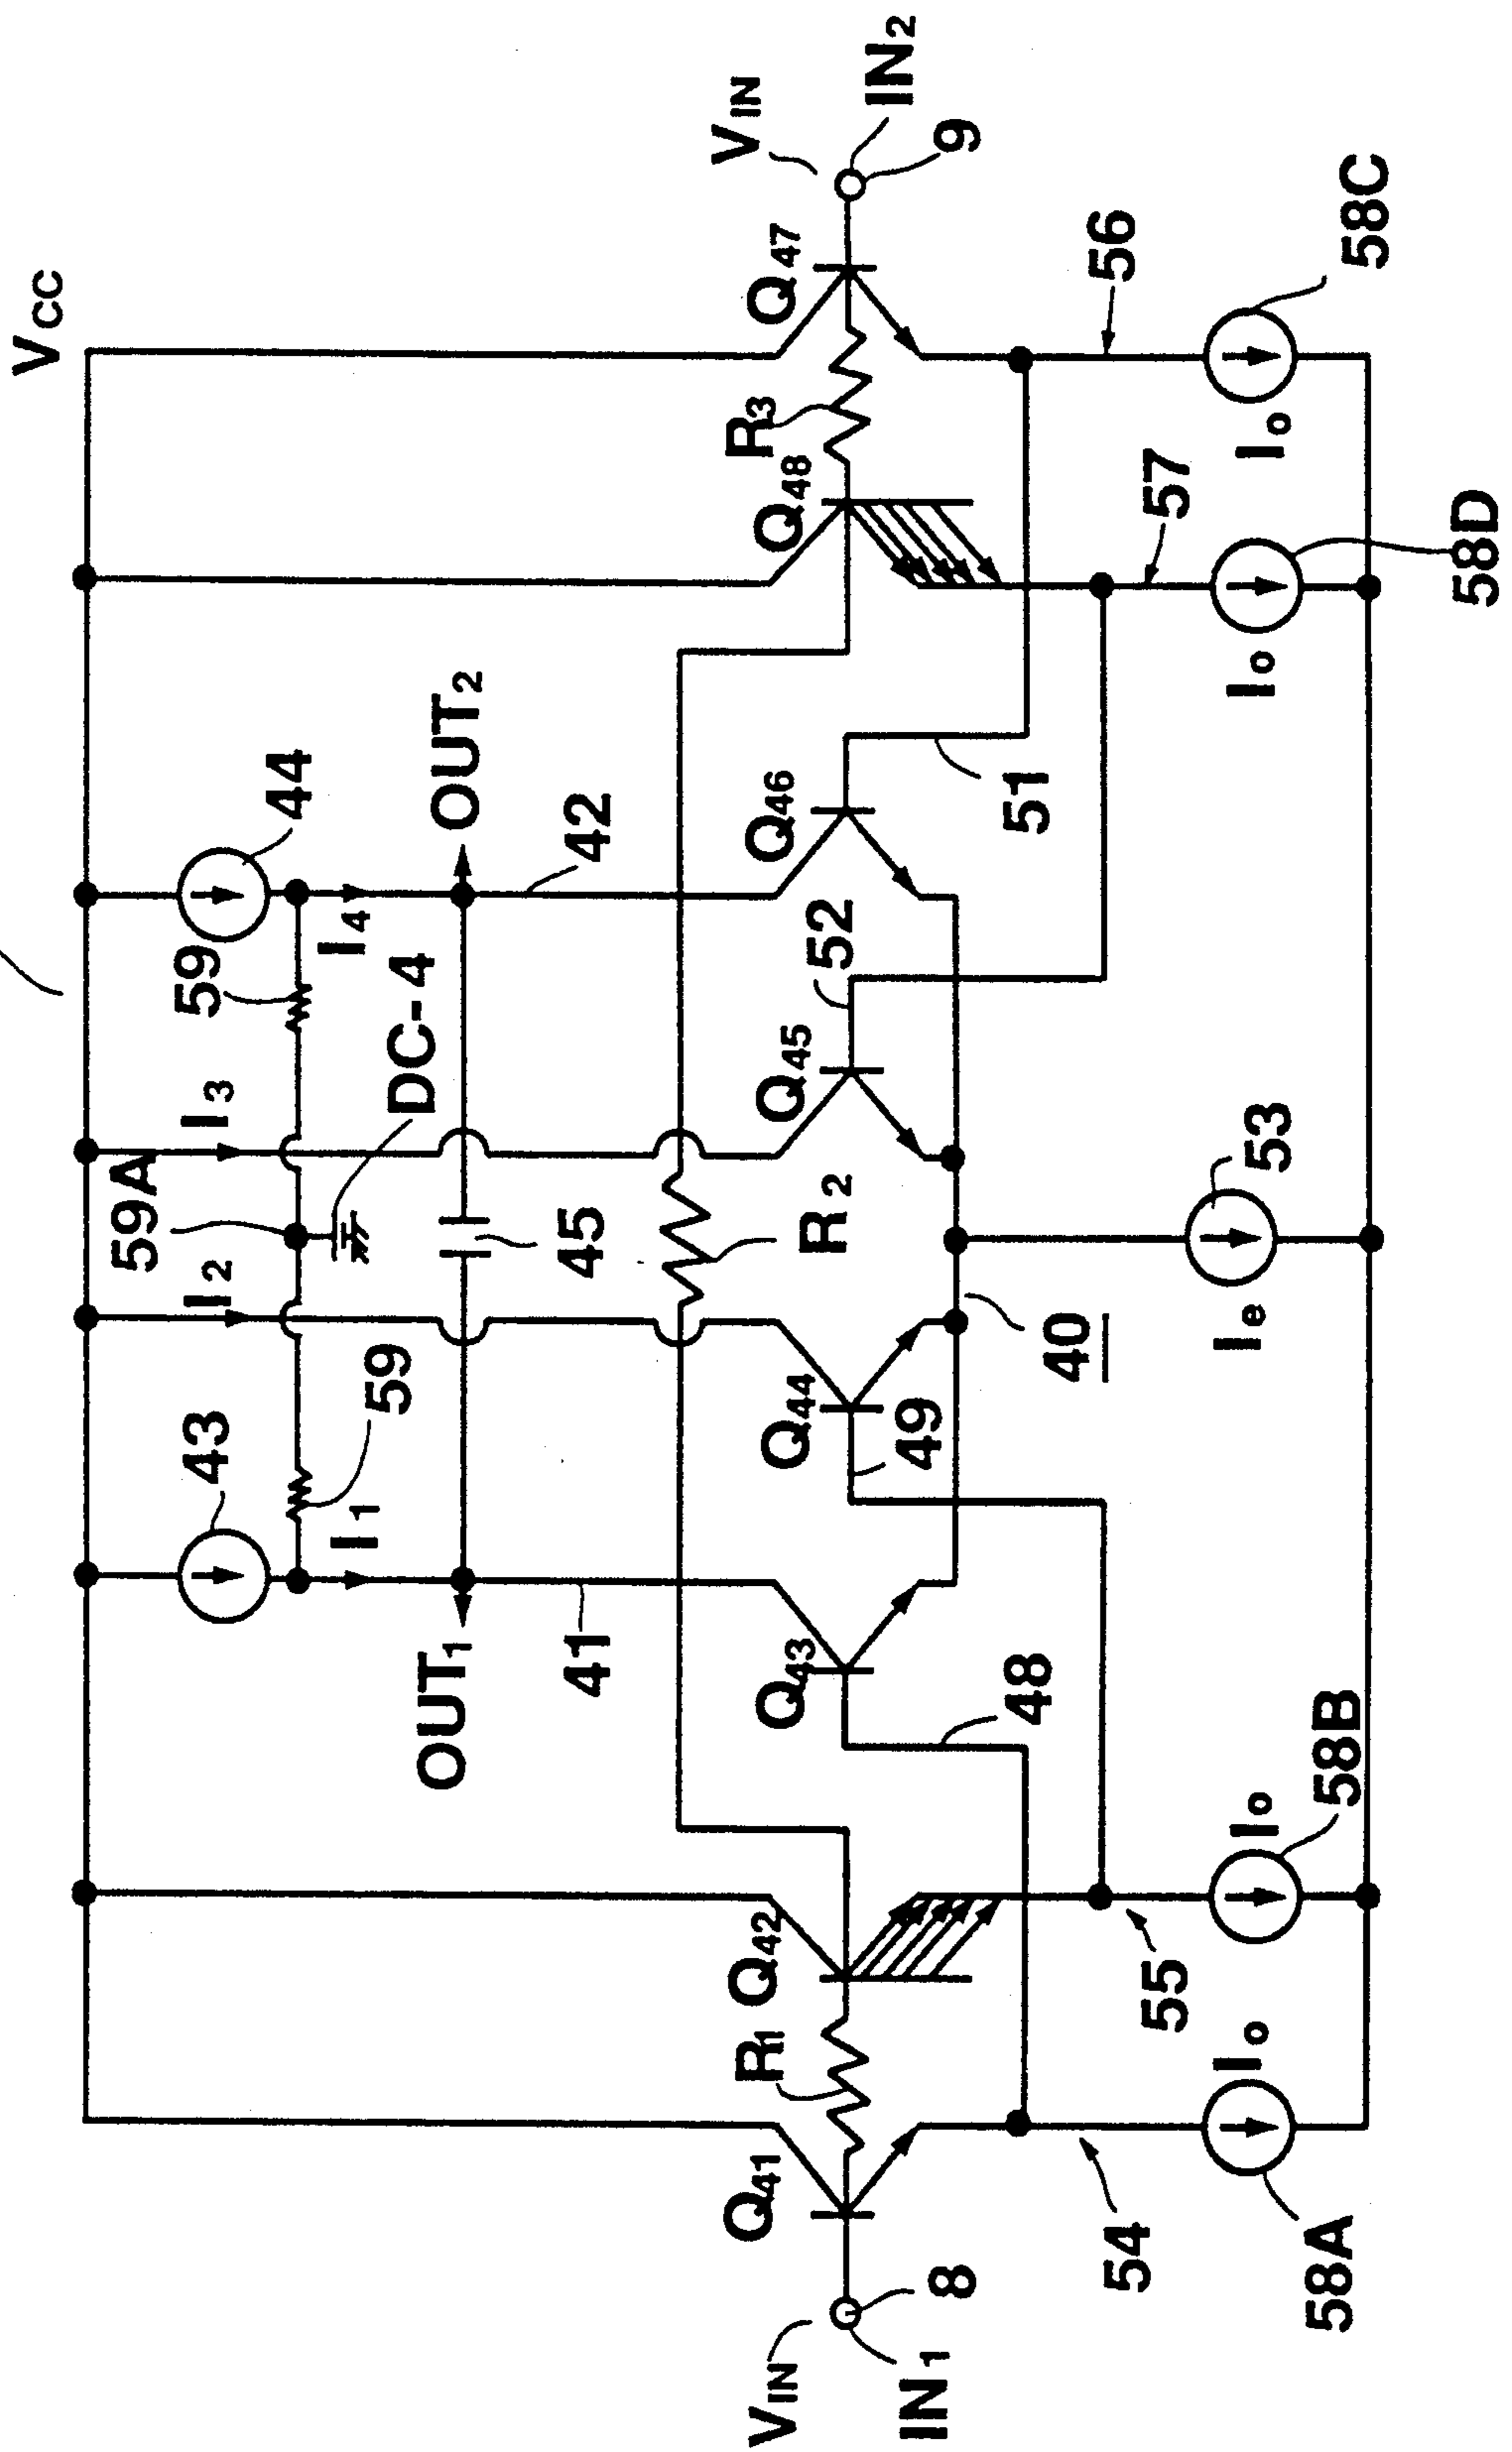 VCC
43
44
59A
I2
I3
59
59
I1
I4
DC-4
OUT1
OUT2
45
41
42
R2
VIN
VIN
Q41
R1
Q42
Q43
Q44
Q45
Q46
Q48
R3
Q47
IN1
8
IN2
9
49
52
48
51
40
54
55
53
57
56
Io
Io
Ie
Io
Io
58A
58B
58D
58C